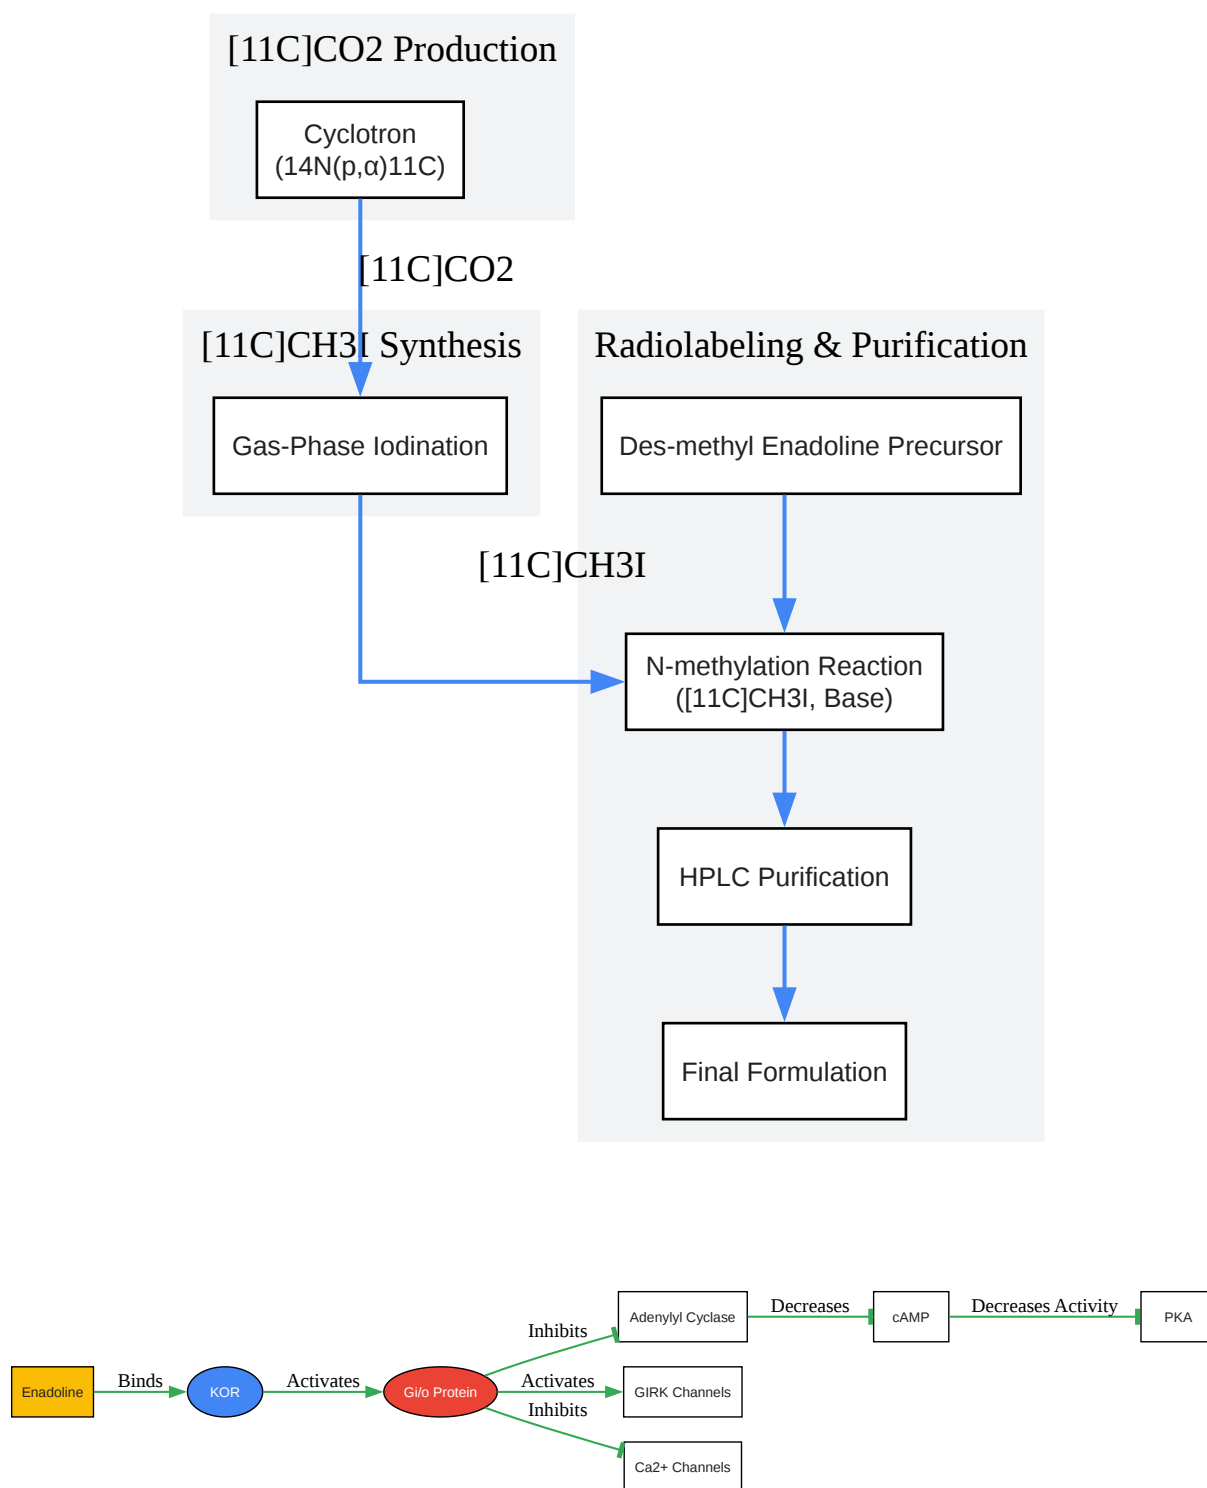 [11C]CO2 Production
Cyclotron
(14N(p,α)11C)
[11C]CO2
[11C]CH3I Synthesis
Gas-Phase Iodination
Radiolabeling & Purification
Des-methyl Enadoline Precursor
[11C]CH3I
N-methylation Reaction
([11C]CH3I, Base)
HPLC Purification
Final Formulation
Enadoline
Binds
KOR
Activates
Gi/o Protein
Inhibits
Adenylyl Cyclase
Decreases
cAMP
Decreases Activity
PKA
Activates
GIRK Channels
Inhibits
Ca2+ Channels